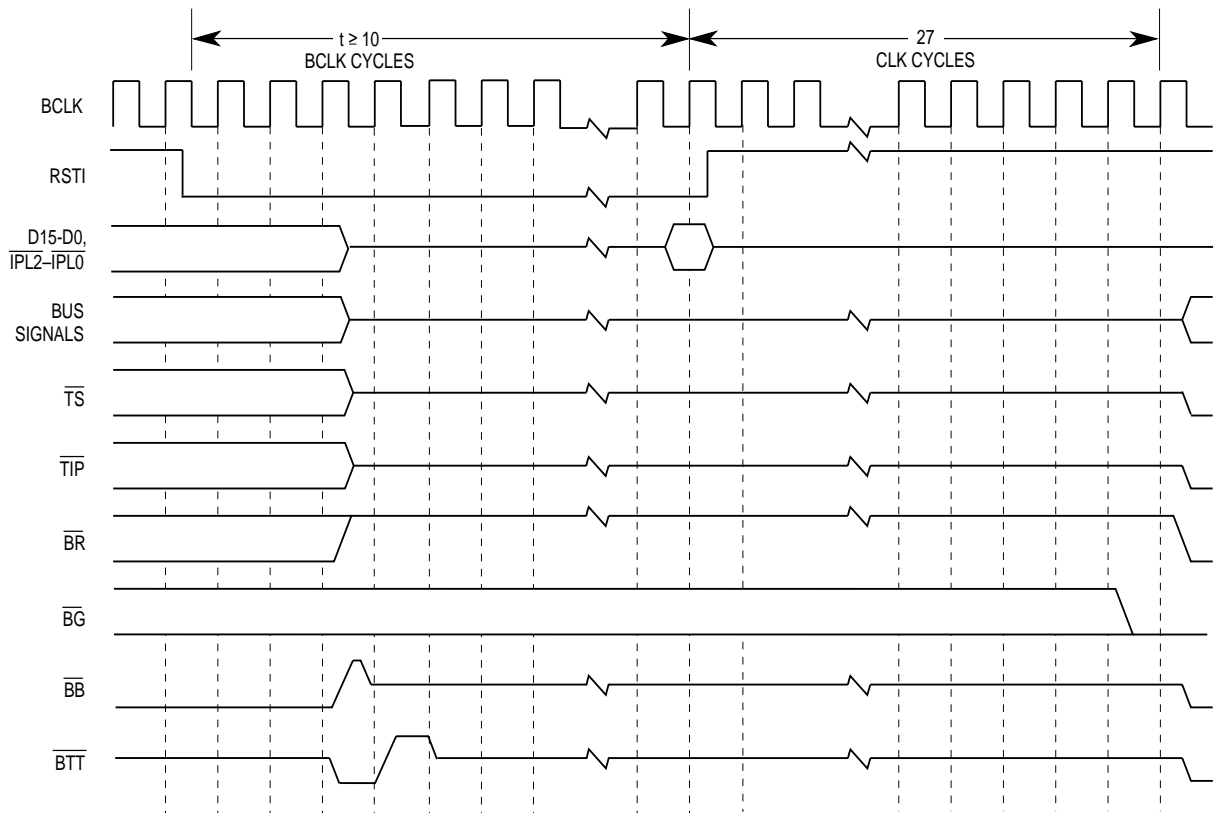 t ≥ 10
BCLK CYCLES
27
CLK CYCLES
BCLK
RSTI
D15-D0,
IPL2–IPL0
BUS
SIGNALS
TS
TIP
BR
BG
BB
BTT